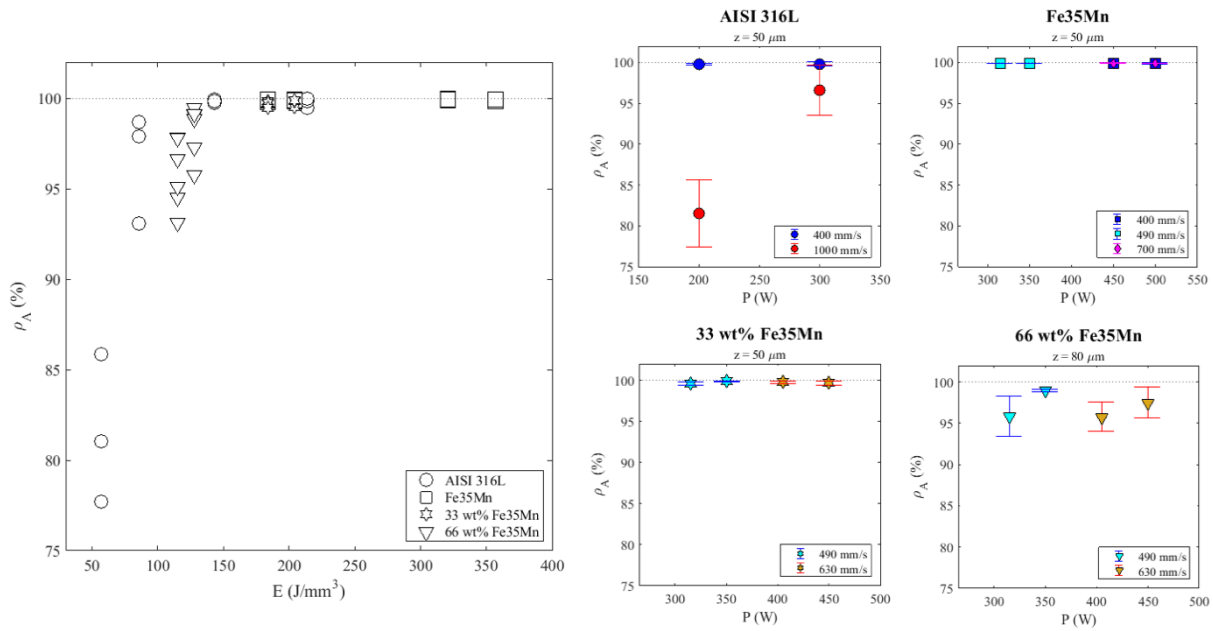 100
95
90
85
80
75
50
100
150
200
250
300
350
400
ρA (%)
E (J/mm3)
AISI 316L
Fe35Mn
33 wt% Fe35Mn
66 wt% Fe35Mn
AISI 316L
z = 50 μm
100
95
90
85
80
75
150
200
250
300
350
ρA (%)
P (W)
400 mm/s
1000 mm/s
Fe35Mn
z = 50 μm
100
95
90
85
80
75
300
350
400
450
500
550
ρA (%)
P (W)
400 mm/s
490 mm/s
700 mm/s
33 wt% Fe35Mn
z = 50 μm
100
95
90
85
80
75
300
350
400
450
500
ρA (%)
P (W)
490 mm/s
630 mm/s
66 wt% Fe35Mn
z = 80 μm
100
95
90
85
80
75
300
350
400
450
500
ρA (%)
P (W)
490 mm/s
630 mm/s